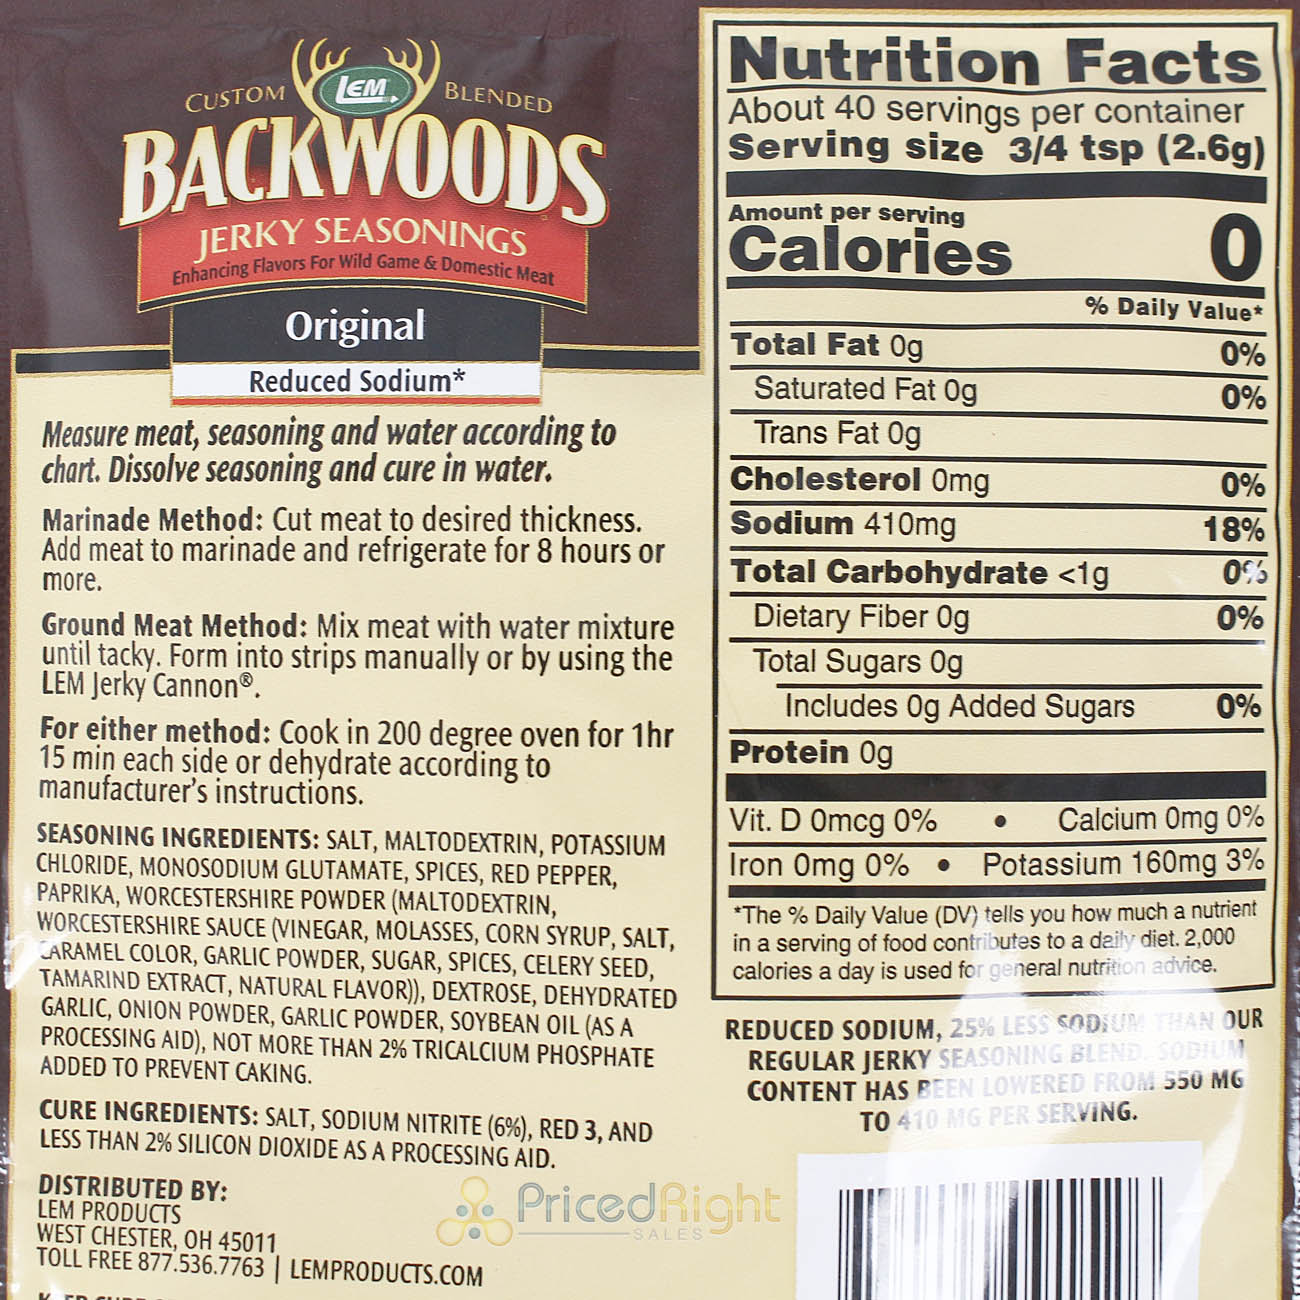 CUSTOM LEM BLENDED
BACKWOODS
JERKY SEASONINGS
Enhancing Flavors For Wild Game & Domestic Meat
Original
Reduced Sodium*
Measure meat, seasoning and water according to
chart. Dissolve seasoning and cure in water.
Marinade Method: Cut meat to desired thickness.
Add meat to marinade and refrigerate for 8 hours or
more.
Ground Meat Method: Mix meat with water mixture
until tacky. Form into strips manually or by using the
LEM Jerky Cannon®.
For either method: Cook in 200 degree oven for 1hr
15 min each side or dehydrate according to
manufacturer's instructions.
SEASONING INGREDIENTS: SALT, MALTODEXTRIN, POTASSIUM
CHLORIDE, MONOSODIUM GLUTAMATE, SPICES, RED PEPPER,
PAPRIKA, WORCESTERSHIRE POWDER (MALTODEXTRIN,
WORCESTERSHIRE SAUCE (VINEGAR, MOLASSES, CORN SYRUP, SALT,
CARAMEL COLOR, GARLIC POWDER, SUGAR, SPICES, CELERY SEED,
TAMARIND EXTRACT, NATURAL FLAVOR)), DEXTROSE, DEHYDRATED
GARLIC, ONION POWDER, GARLIC POWDER, SOYBEAN OIL (AS A
PROCESSING AID), NOT MORE THAN 2% TRICALCIUM PHOSPHATE
ADDED TO PREVENT CAKING.
CURE INGREDIENTS: SALT, SODIUM NITRITE (6%), RED 3, AND
LESS THAN 2% SILICON DIOXIDE AS A PROCESSING AID.
DISTRIBUTED BY:
LEM PRODUCTS
WEST CHESTER, OH 45011
TOLL FREE 877.536.7763 | LEMPRODUCTS.COM
Nutrition Facts
About 40 servings per container
Serving size 3/4 tsp (2.6g)
Amount per serving
Calories 0
% Daily Value*
Total Fat 0g 0%
Saturated Fat 0g 0%
Trans Fat 0g
Cholesterol 0mg 0%
Sodium 410mg 18%
Total Carbohydrate <1g 0%
Dietary Fiber 0g 0%
Total Sugars 0g
Includes 0g Added Sugars 0%
Protein 0g
Vit. D 0mcg 0% • Calcium 0mg 0%
Iron 0mg 0% • Potassium 160mg 3%
*The % Daily Value (DV) tells you how much a nutrient
in a serving of food contributes to a daily diet. 2,000
calories a day is used for general nutrition advice.
REDUCED SODIUM, 25% LESS SODIUM THAN OUR
REGULAR JERKY SEASONING BLEND. SODIUM
CONTENT HAS BEEN LOWERED FROM 550 MG
TO 410 MG PER SERVING.
PricedRight
SALES